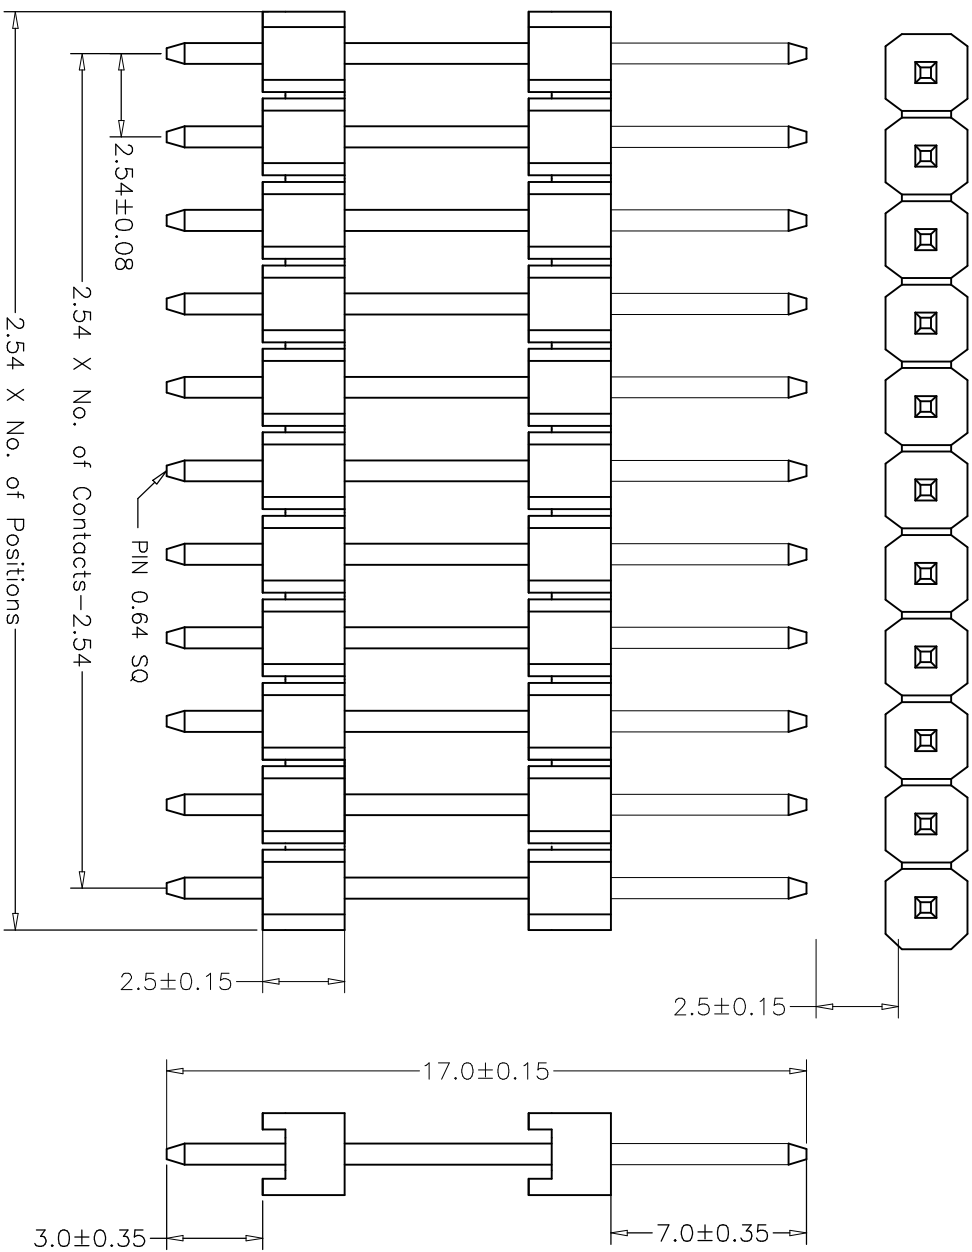 2.54±0.08
2.54 X No. of Contacts-2.54
2.54 X No. of Positions
PIN 0.64 SQ
2.5±0.15
2.5±0.15
17.0±0.15
3.0±0.35
7.0±0.35